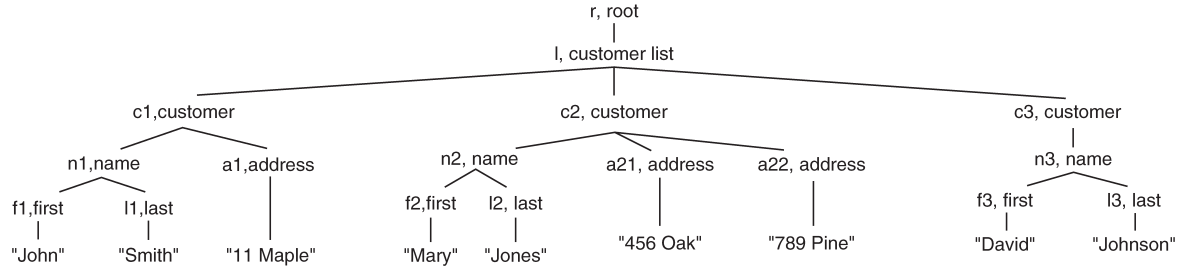 r, root
l, customer list
c1,customer
c2, customer
c3, customer
n1,name
a1,address
n2, name
a21, address
a22, address
n3, name
f1,first
l1,last
f2,first
l2, last
f3, first
l3, last
"John"
"Smith"
"11 Maple"
"Mary"
"Jones"
"456 Oak"
"789 Pine"
"David"
"Johnson"